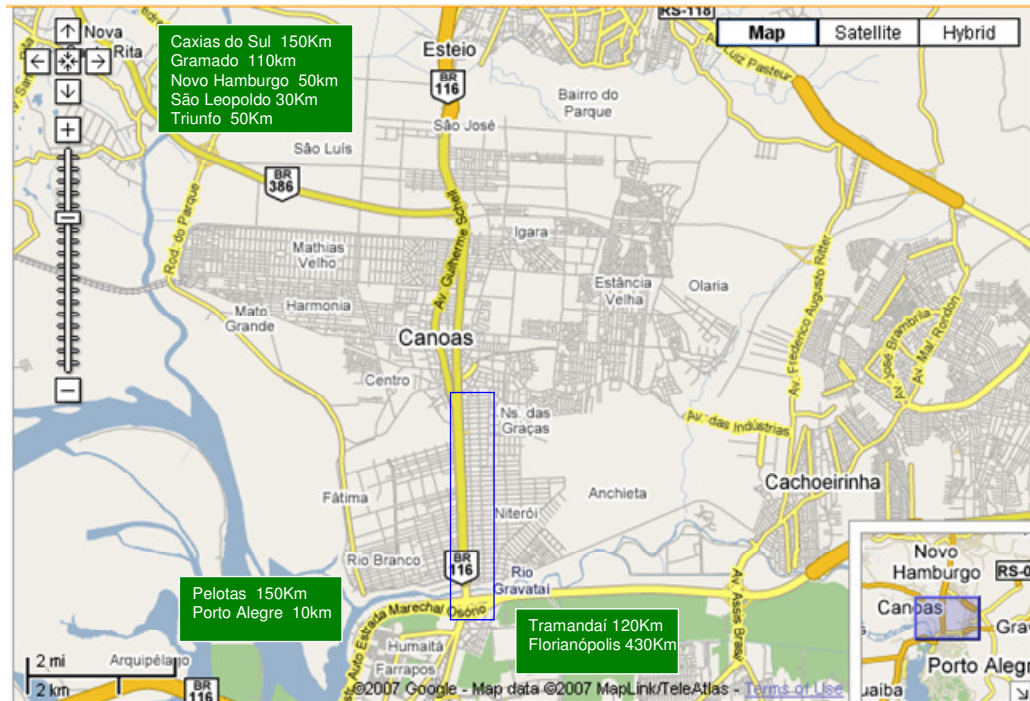 RS-118
Nova
Rita
Caxias do Sul 150Km
Gramado 110km
Novo Hamburgo 50km
São Leopoldo 30Km
Triunfo 50Km
Esteio
BR
116
Map
Satellite
Hybrid
Av. Luiz Pasteur
Bairro do
Parque
São José
São Luís
BR
386
Rod. do Parque
Av. Guilherme Schell
Igara
Mathias
Velho
Harmonia
Mato
Grande
Estância
Velha
Olaria
Av. Frederico Augusto Ritter
Av. José Brambrila
Av. Mal. Rondon
Canoas
Centro
Ns. das
Graças
Av. das Indústrias
Cachoeirinha
Fátima
Anchieta
Niterói
Rio Branco
BR
116
Rio
Gravataí
Pelotas 150Km
Porto Alegre 10km
Auto Estrada Marechal Osório
Av. Assis Brasil
Tramandaí 120Km
Florianópolis 430Km
Humaitá
Farrapos
Arquipélago
2 mi
2 km
BR
116
©2007 Google - Map data ©2007 MapLink/TeleAtlas - Terms of Use
Novo
Hamburgo
RS-0
Canoas
Grav
Porto Alegr
uaiba